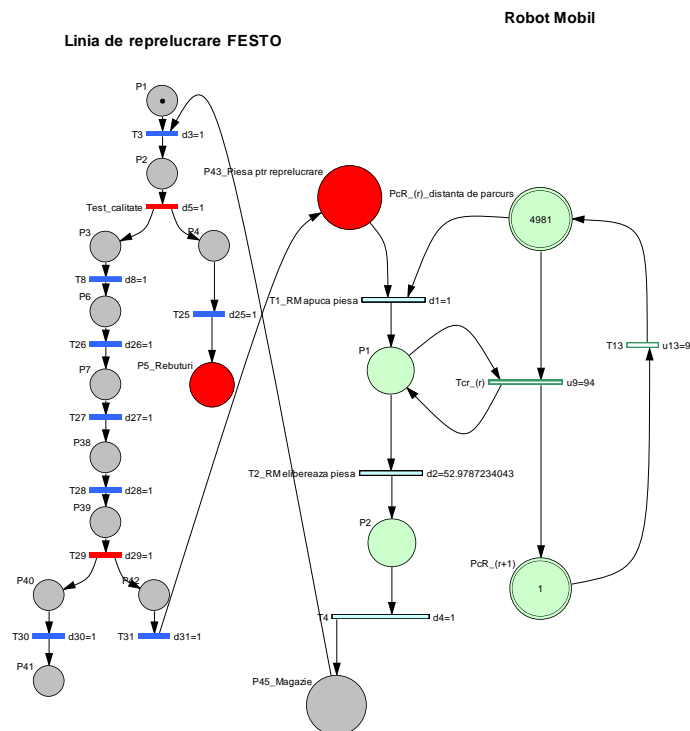 Robot Mobil
Linia de reprelucrare FESTO
P1
T3 d3=1
P2
Test_calitate d5=1
P3
P4
T8 d8=1
P6
T25 d25=1
T26 d26=1
P5_Rebuturi
P7
T27 d27=1
P38
T28 d28=1
P39
T29 d29=1
P40
P42
T30 d30=1
T31 d31=1
P41
P43_Piesa ptr reprelucrare
PcR_(r)_distanta de parcurs
4981
T1_RM apuca piesa d1=1
P1
Tcr_(r) u9=94
T13 u13=9
T2_RM elibereaza piesa d2=52.9787234043
P2
PcR_(r+1)
1
T4 d4=1
P45_Magazie